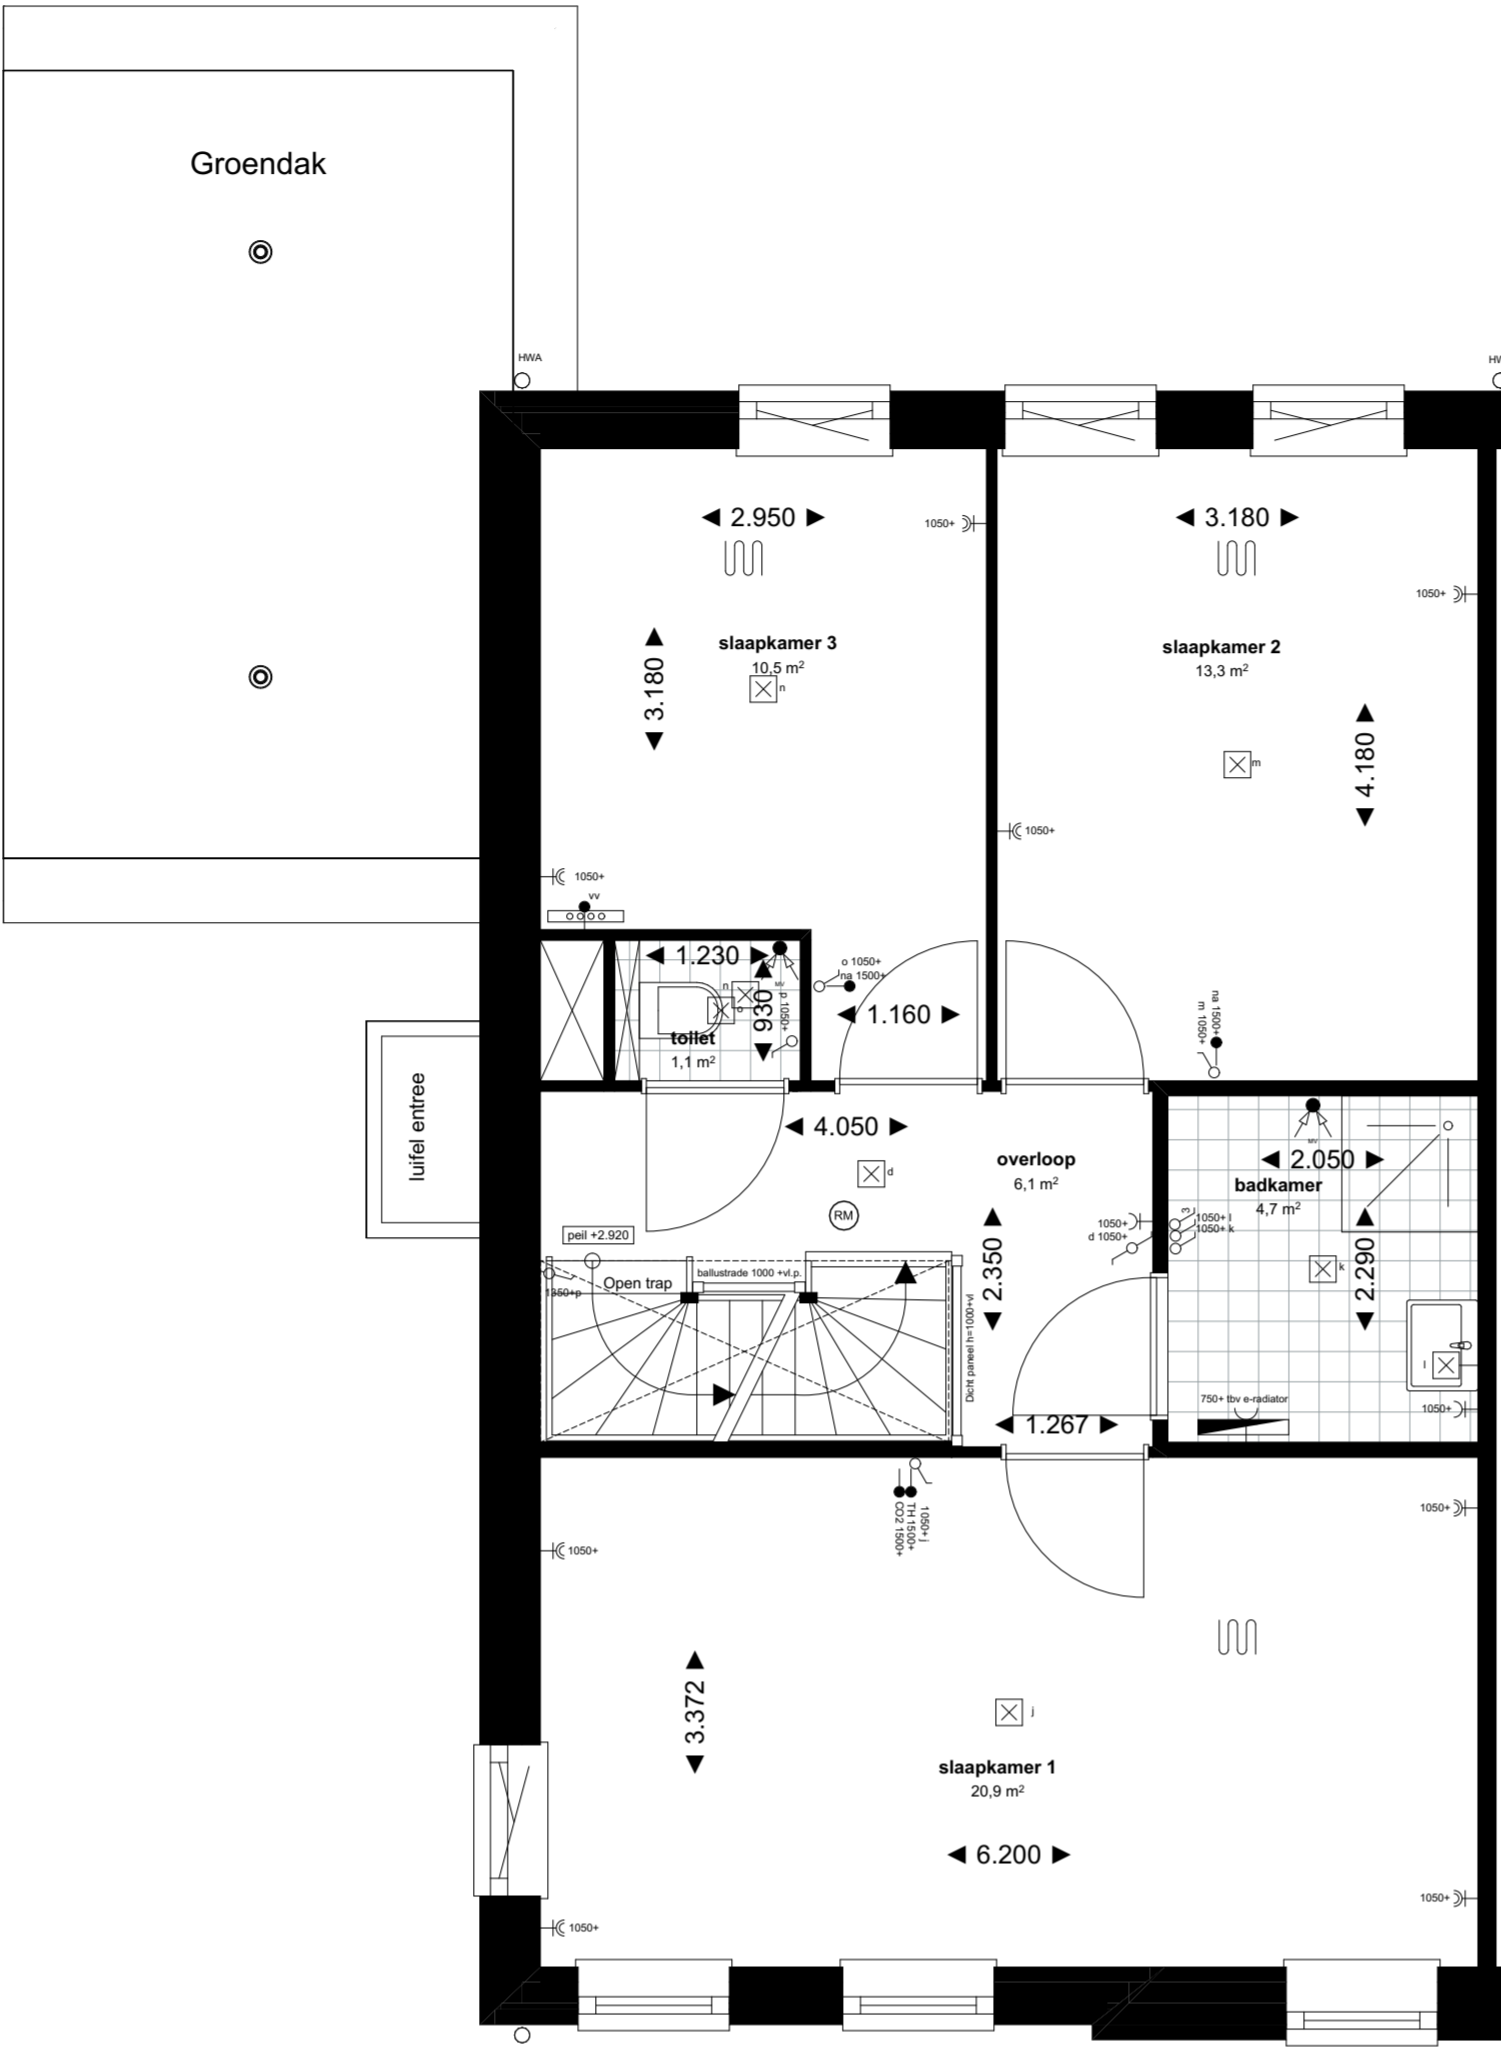 Groendak
HWA
HW
2.950
3.180
1050+
1050+
slaapkamer 3
10,5 m²
n
3.180
slaapkamer 2
13,3 m²
m
4.180
1050+
1050+
vv
1.230
o 1050+
na 1500+
n
o
930
MV
p 1050+
1.160
toilet
1,1 m²
na 1500+
m 1050+
luifel entree
4.050
overloop
6,1 m²
d
RM
MV
2.050
badkamer
4,7 m²
3
1050+ l
1050+ k
1050+
d 1050+
k
2.290
2.350
peil +2.920
Open trap
ballustrade 1000 +vl.p.
1350+p
Dicht paneel h=1000+vl
l
750+ tbv e-radiator
1050+
1.267
1050+ j
TH 1500+
CO2 1500+
1050+
1050+
3.372
j
slaapkamer 1
20,9 m²
6.200
1050+
1050+